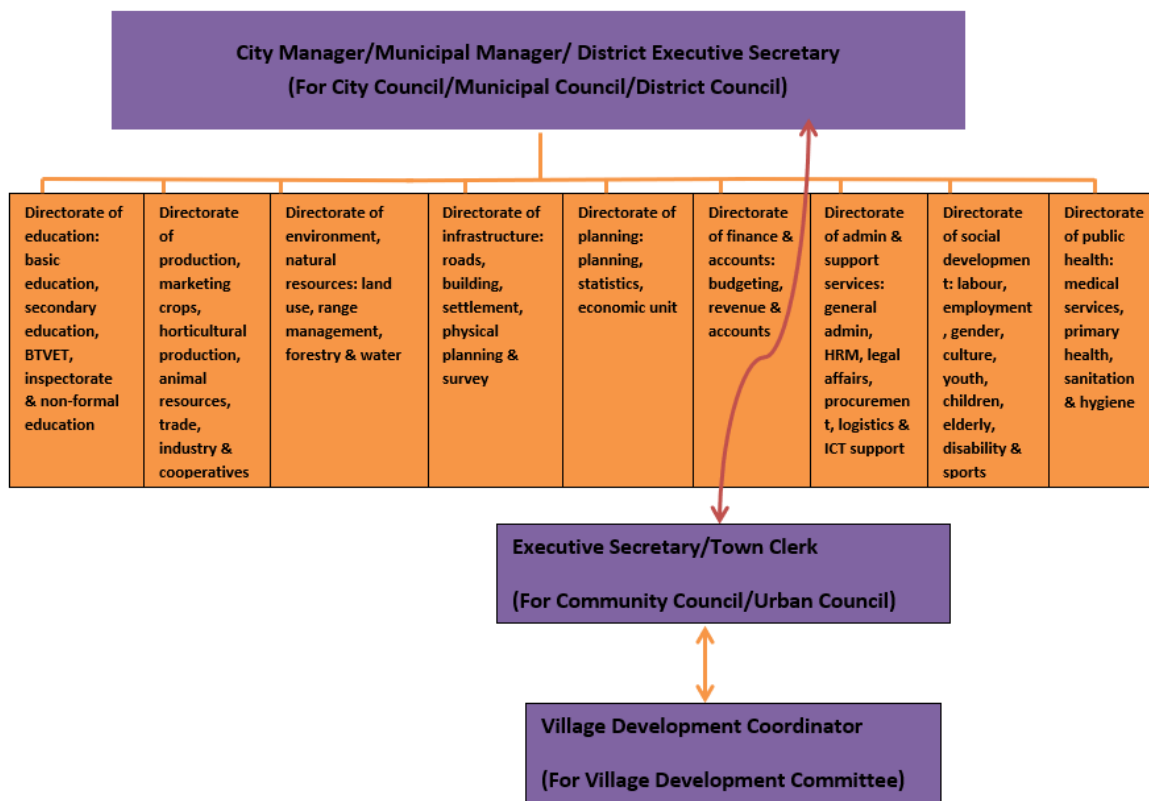 City Manager/Municipal Manager/ District Executive Secretary
(For City Council/Municipal Council/District Council)
Directorate of
education:
basic
education,
secondary
education,
BTVET,
inspectorate
& non-formal
education
Directorate
of
production,
marketing
crops,
horticultural
production,
animal
resources,
trade,
industry &
cooperatives
Directorate of
environment,
natural
resources: land
use, range
management,
forestry & water
Directorate of
infrastructure:
roads,
building,
settlement,
physical
planning &
survey
Directorate of
planning:
planning,
statistics,
economic unit
Directorate
of finance &
accounts:
budgeting,
revenue &
accounts
Directorate
of admin &
support
services:
general
admin,
HRM, legal
affairs,
procuremen
t, logistics &
ICT support
Directorate
of social
developmen
t: labour,
employment
, gender,
culture,
youth,
children,
elderly,
disability &
sports
Directorate
of public
health:
medical
services,
primary
health,
sanitation
& hygiene
Executive Secretary/Town Clerk
(For Community Council/Urban Council)
Village Development Coordinator
(For Village Development Committee)